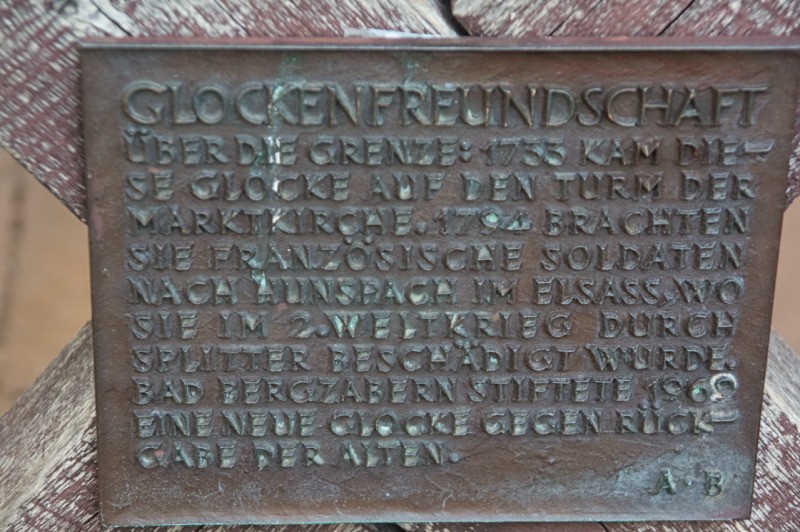 GLOCKENFREUNDSCHAFT
ÜBER DIE GRENZE: 1733 KAM DIE-
SE GLOCKE AUF DEN TURM DER
MARKTKIRCHE. 1794 BRACHTEN
SIE FRANZÖSISCHE SOLDATEN
NACH HUNSPACH IM ELSASS, WO
SIE IM 2. WELTKRIEG DURCH
SPLITTER BESCHÄDIGT WURDE.
BAD BERGZABERN STIFTETE
EINE NEUE GLOCKE GEGEN RÜCK-
GABE DER ALTEN.
A·B